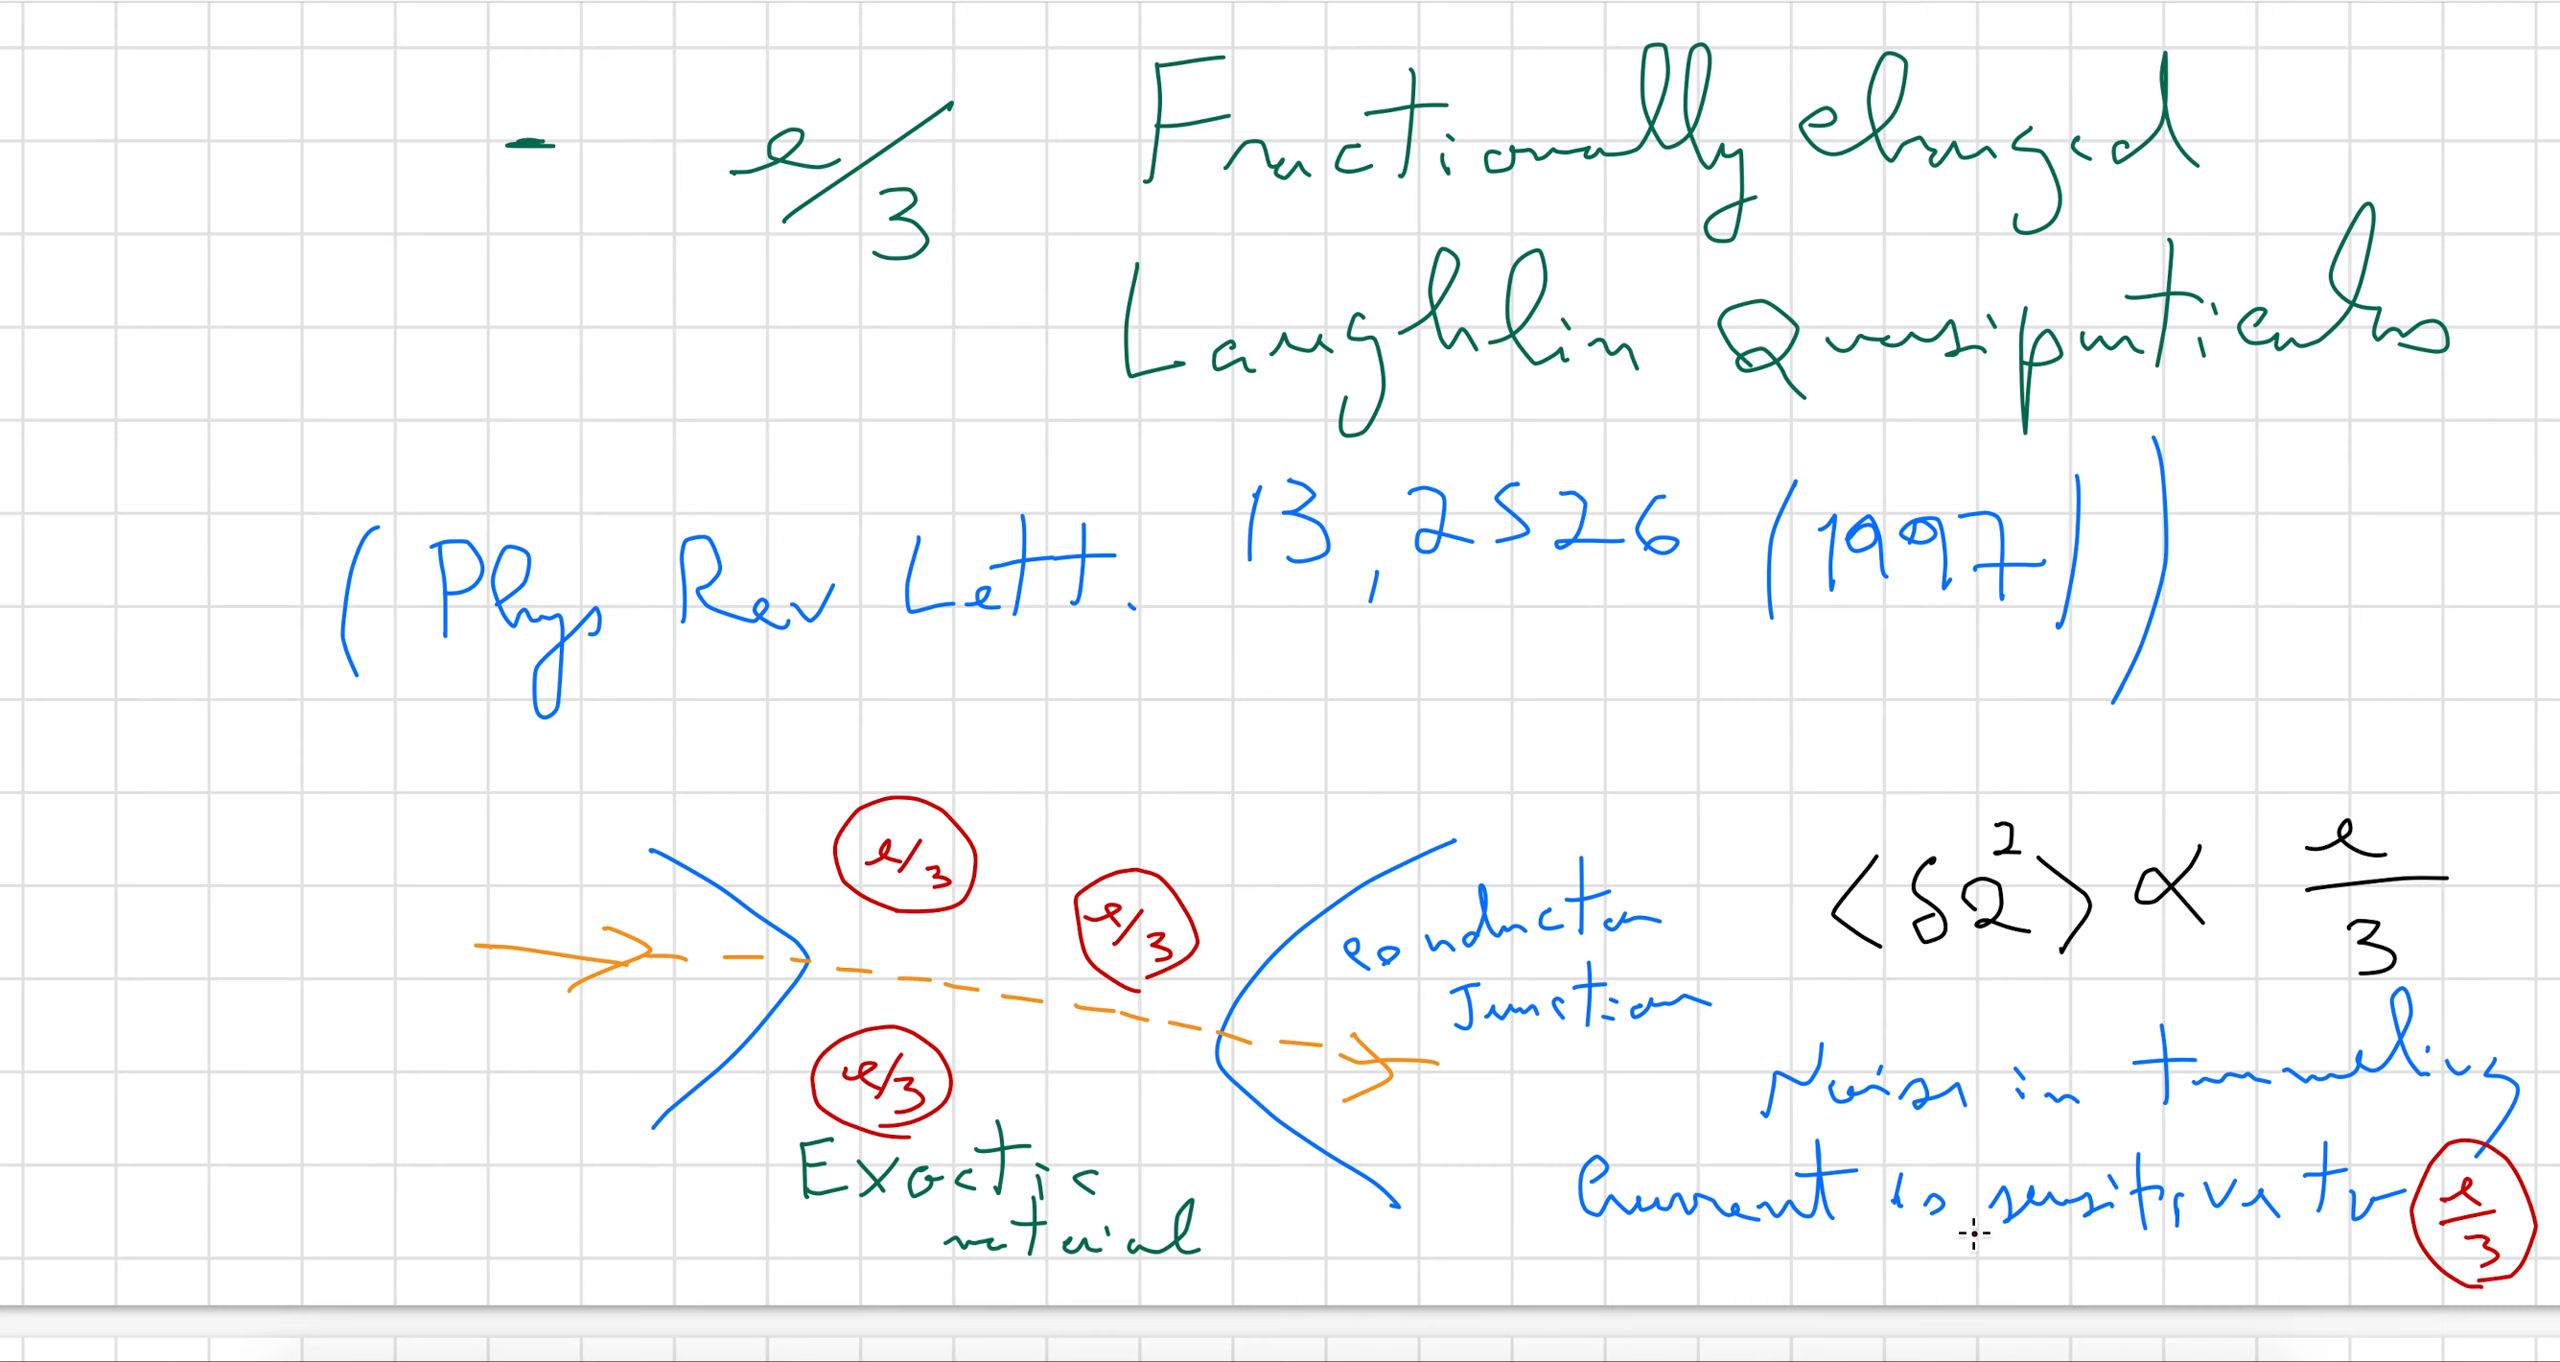 - e/3 Fractionally charged
Laughlin Quasiparticles
(Phys Rev Lett. 13, 2526 (1997))
e/3
e/3
e/3
Exoctic
material
conductor
Junction
<δQ²> ∝ e/3
Noise in tunneling
Current is sensitive to e/3